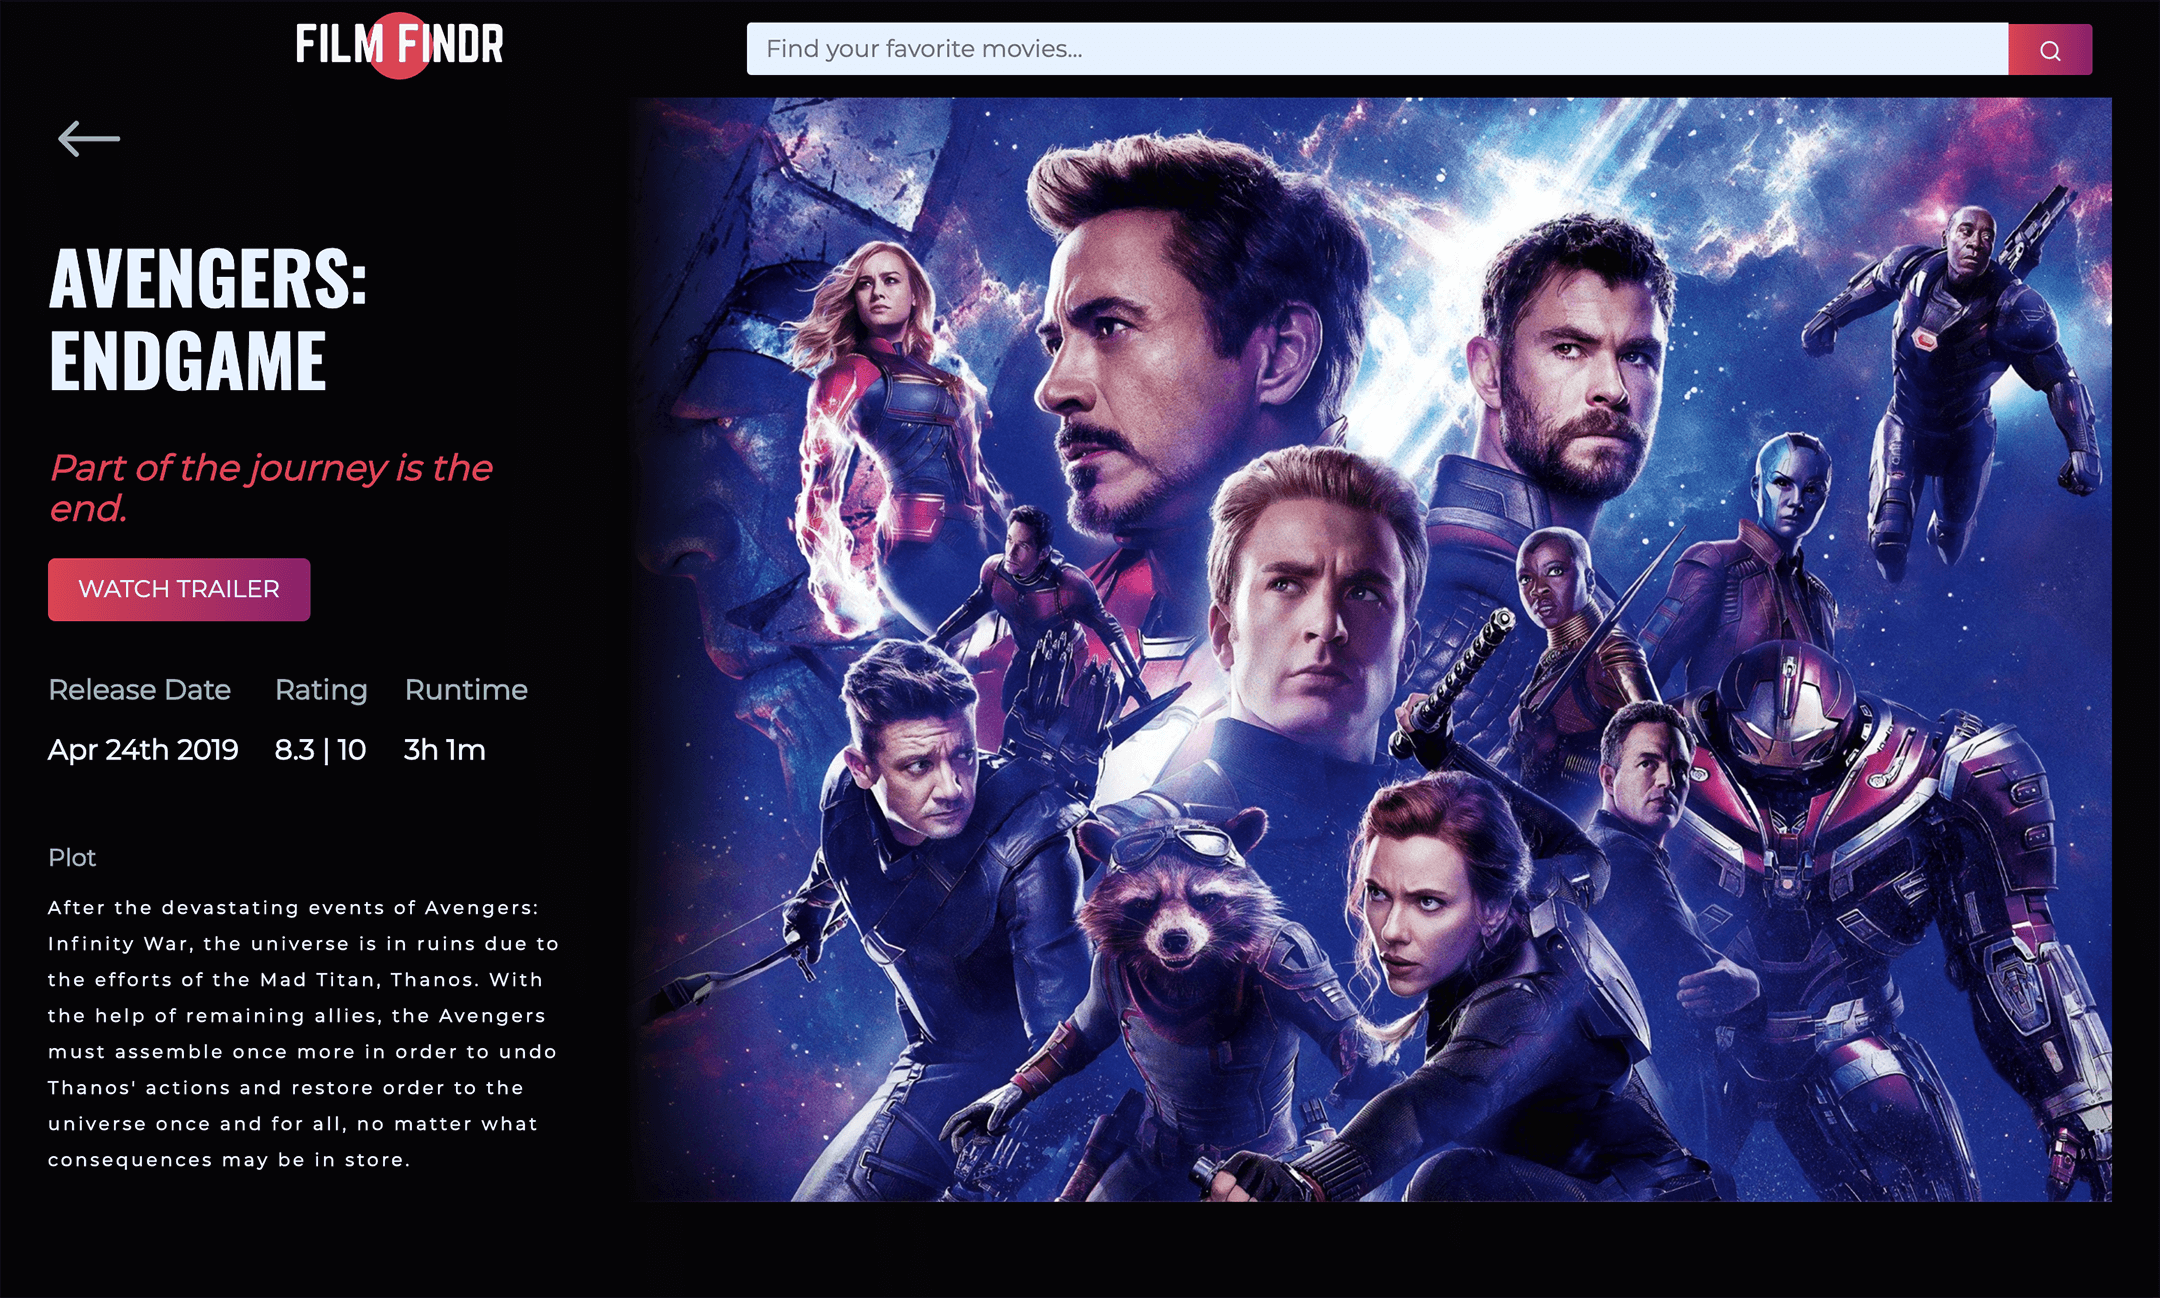 FILM FINDR
Find your favorite movies...
AVENGERS:
ENDGAME
Part of the journey is the
end.
WATCH TRAILER
Release Date Rating Runtime
Apr 24th 2019 8.3 | 10 3h 1m
Plot
After the devastating events of Avengers:
Infinity War, the universe is in ruins due to
the efforts of the Mad Titan, Thanos. With
the help of remaining allies, the Avengers
must assemble once more in order to undo
Thanos' actions and restore order to the
universe once and for all, no matter what
consequences may be in store.